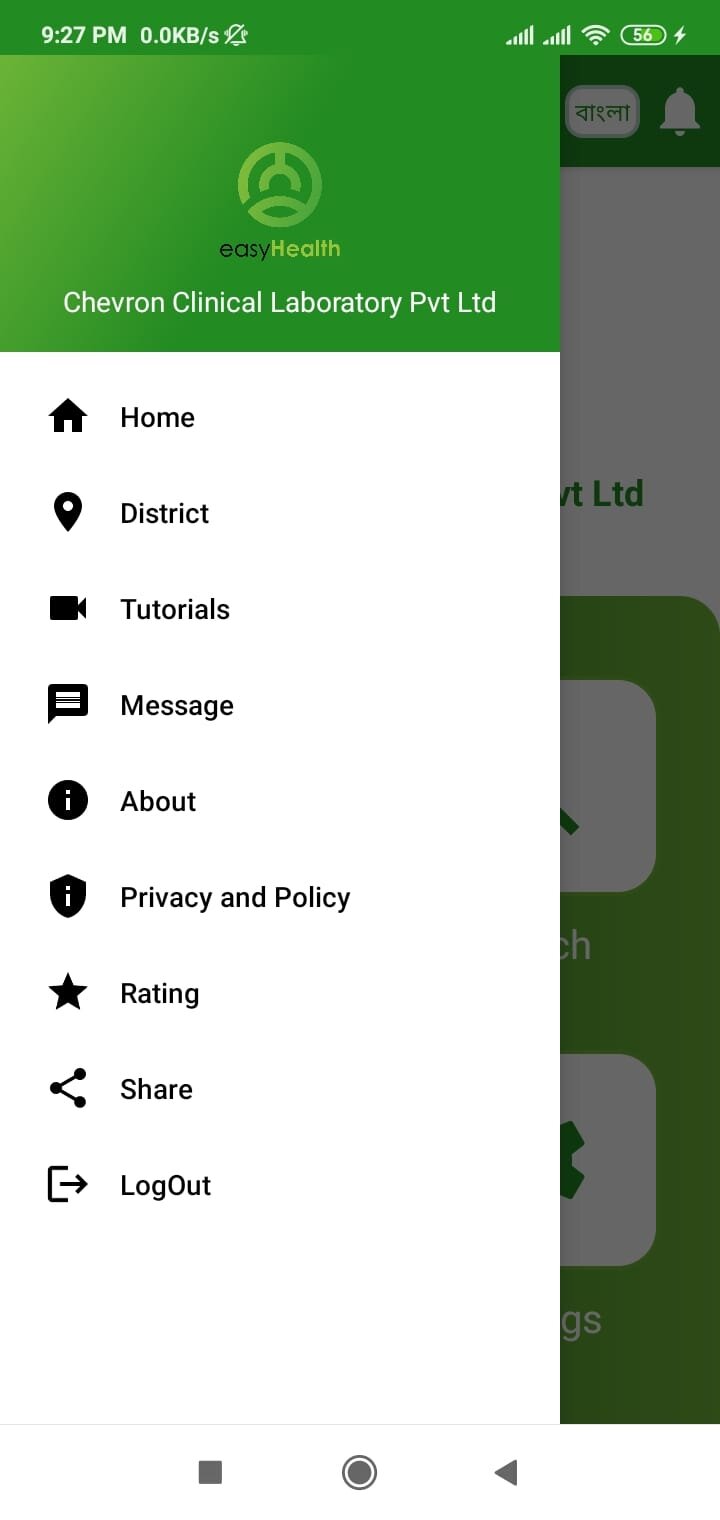 9:27 PM 0.0KB/s
56
বাংলা
easyHealth
Chevron Clinical Laboratory Pvt Ltd
Home
District
vt Ltd
Tutorials
Message
About
Privacy and Policy
ch
Rating
Share
LogOut
gs